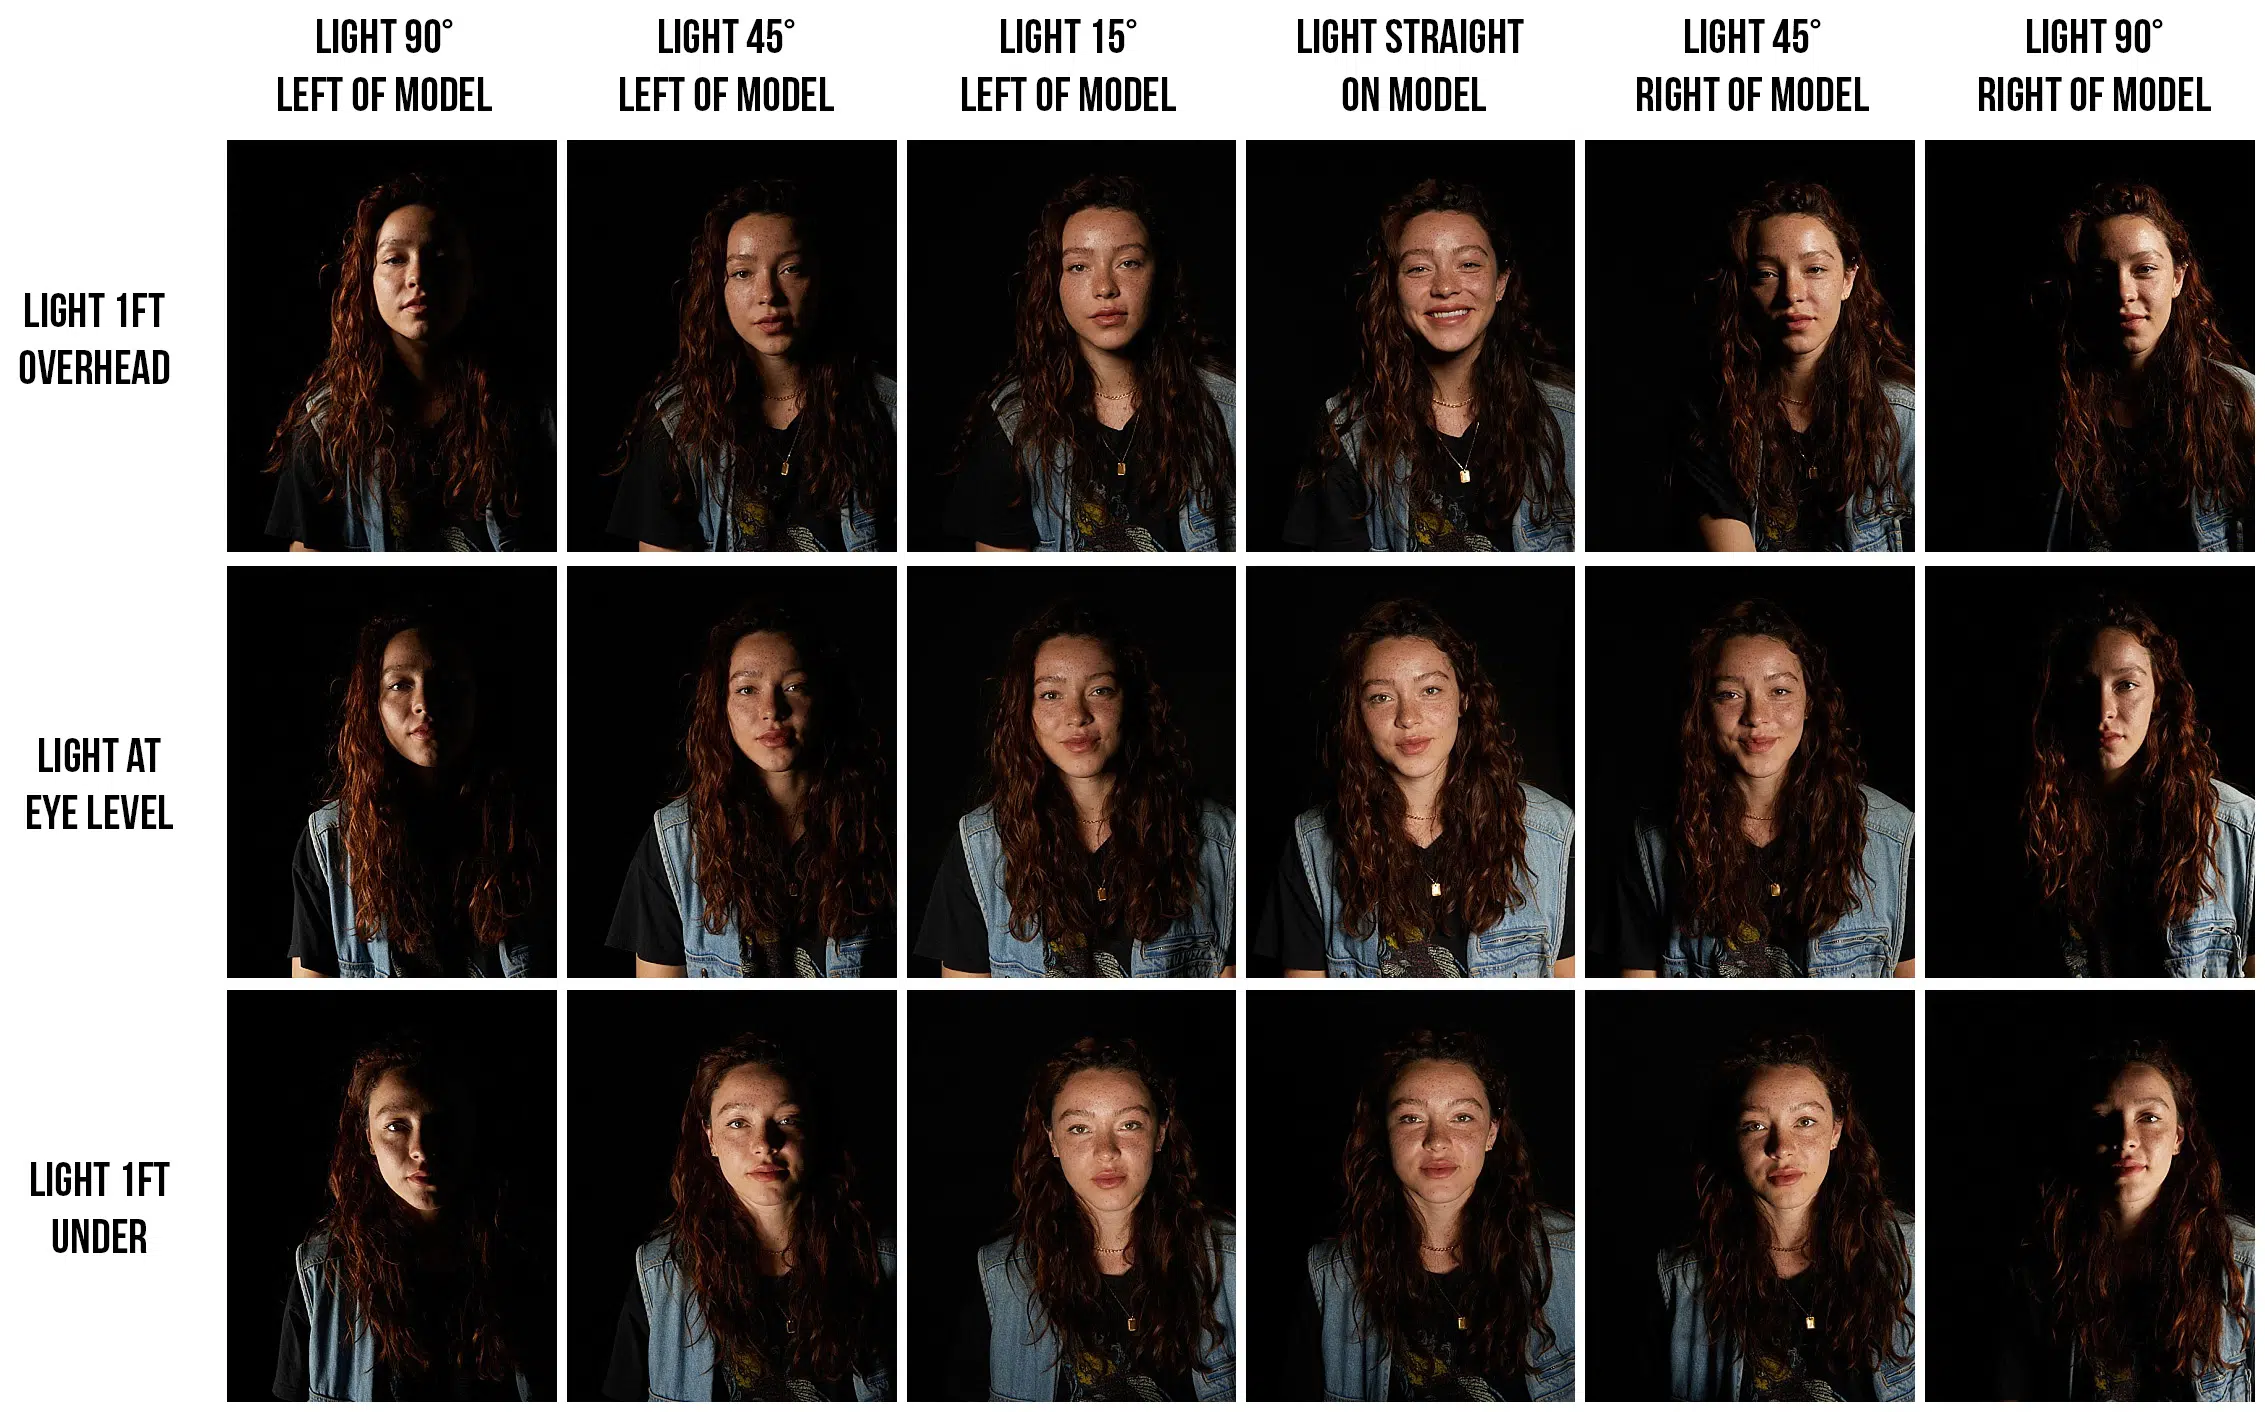 LIGHT 90°
LEFT OF MODEL
LIGHT 45°
LEFT OF MODEL
LIGHT 15°
LEFT OF MODEL
LIGHT STRAIGHT
ON MODEL
LIGHT 45°
RIGHT OF MODEL
LIGHT 90°
RIGHT OF MODEL
LIGHT 1FT
OVERHEAD
LIGHT AT
EYE LEVEL
LIGHT 1FT
UNDER